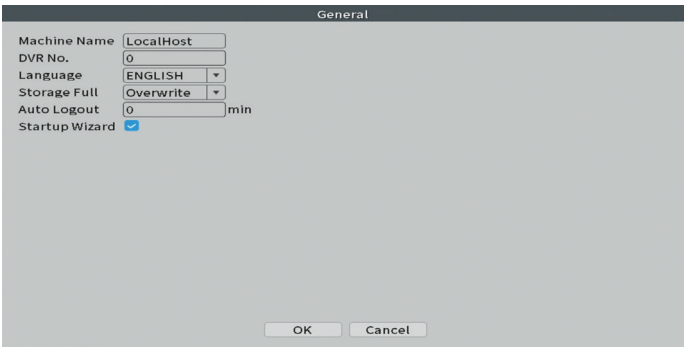 General
Machine Name LocalHost
DVR No. 0
Language ENGLISH
Storage Full Overwrite
Auto Logout 0 min
Startup Wizard
OK Cancel